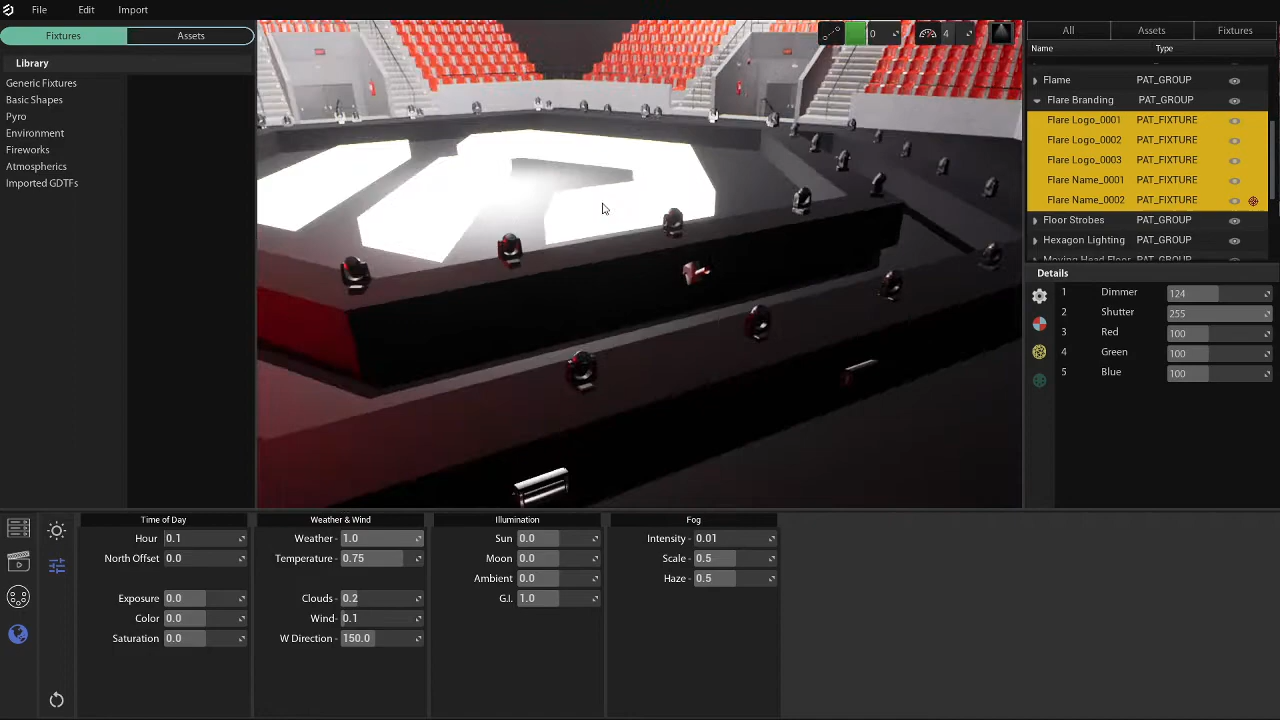 File Edit Import
Fixtures Assets
Library
Generic Fixtures
Basic Shapes
Pyro
Environment
Fireworks
Atmospherics
Imported GDTFs
0 4
All Assets Fixtures
Name Type
Flame PAT_GROUP
Flare Branding PAT_GROUP
Flare Logo_0001 PAT_FIXTURE
Flare Logo_0002 PAT_FIXTURE
Flare Logo_0003 PAT_FIXTURE
Flare Name_0001 PAT_FIXTURE
Flare Name_0002 PAT_FIXTURE
Floor Strobes PAT_GROUP
Hexagon Lighting PAT_GROUP
Moving Head Floor PAT_GROUP
Details
1 Dimmer 124
2 Shutter 255
3 Red 100
4 Green 100
5 Blue 100
Time of Day
Hour 0.1
North Offset 0.0
Exposure 0.0
Color 0.0
Saturation 0.0
Weather & Wind
Weather - 1.0
Temperature - 0.75
Clouds - 0.2
Wind - 0.1
W Direction - 150.0
Illumination
Sun 0.0
Moon 0.0
Ambient 0.0
G.I. 1.0
Fog
Intensity - 0.01
Scale - 0.5
Haze - 0.5